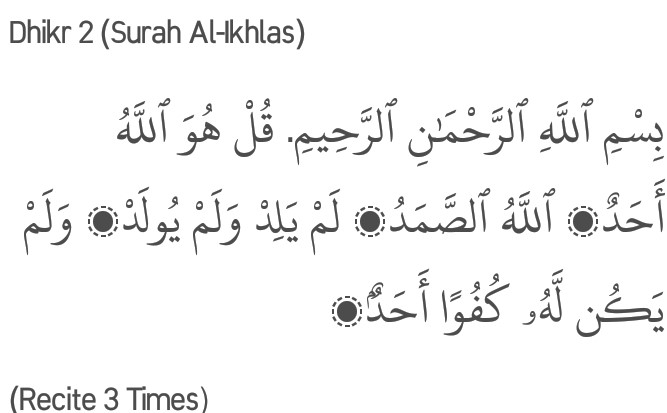 Dhikr 2 (Surah Al-Ikhlas)
بِسْمِ ٱللَّهِ ٱلرَّحْمَـٰنِ ٱلرَّحِيمِ. قُلْ هُوَ ٱللَّهُ
أَحَدٌ۝ ٱللَّهُ ٱلصَّمَدُ۝ لَمْ يَلِدْ وَلَمْ يُولَدْ۝ وَلَمْ
يَكُن لَّهُۥ كُفُوًا أَحَدٌۢ۝
(Recite 3 Times)